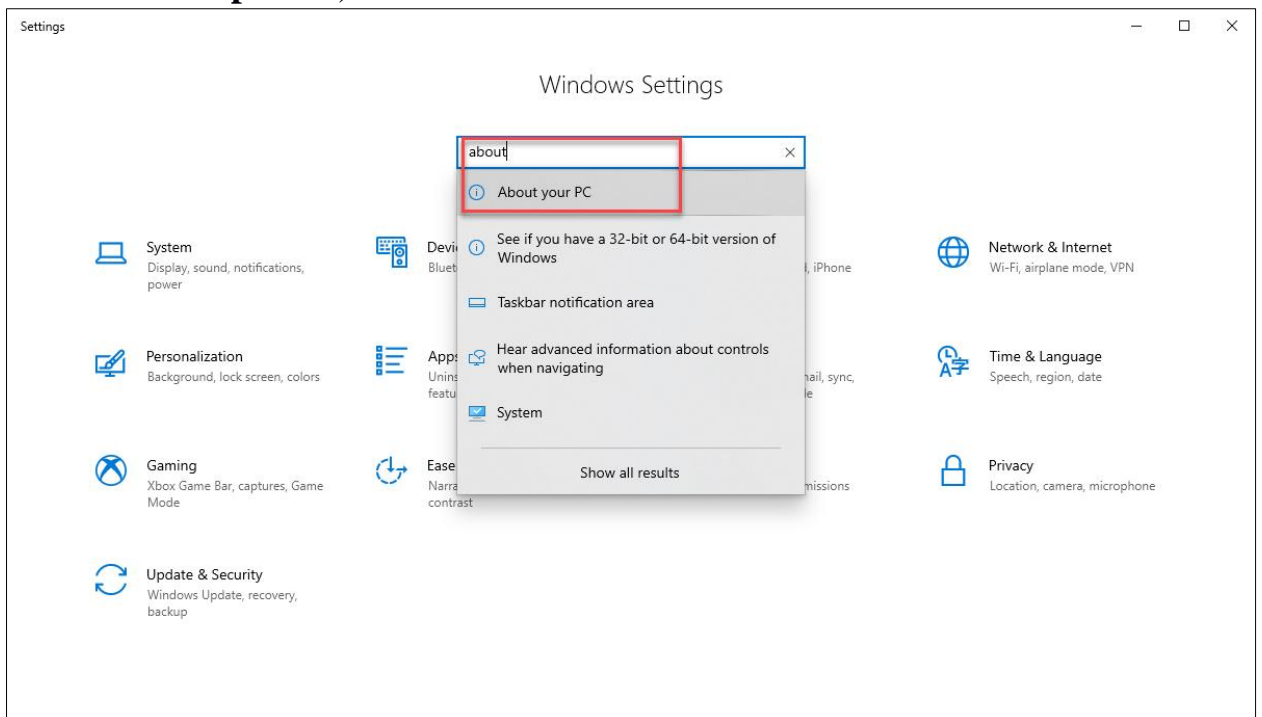 Settings
Windows Settings
about
About your PC
See if you have a 32-bit or 64-bit version of
Windows
Taskbar notification area
Hear advanced information about controls
when navigating
System
Show all results
System
Display, sound, notifications,
power
iPhone
Network & Internet
Wi-Fi, airplane mode, VPN
Personalization
Background, lock screen, colors
Apps
sync,
Time & Language
Speech, region, date
Gaming
Xbox Game Bar, captures, Game
Mode
Ease
contrast
Privacy
Location, camera, microphone
Update & Security
Windows Update, recovery,
backup